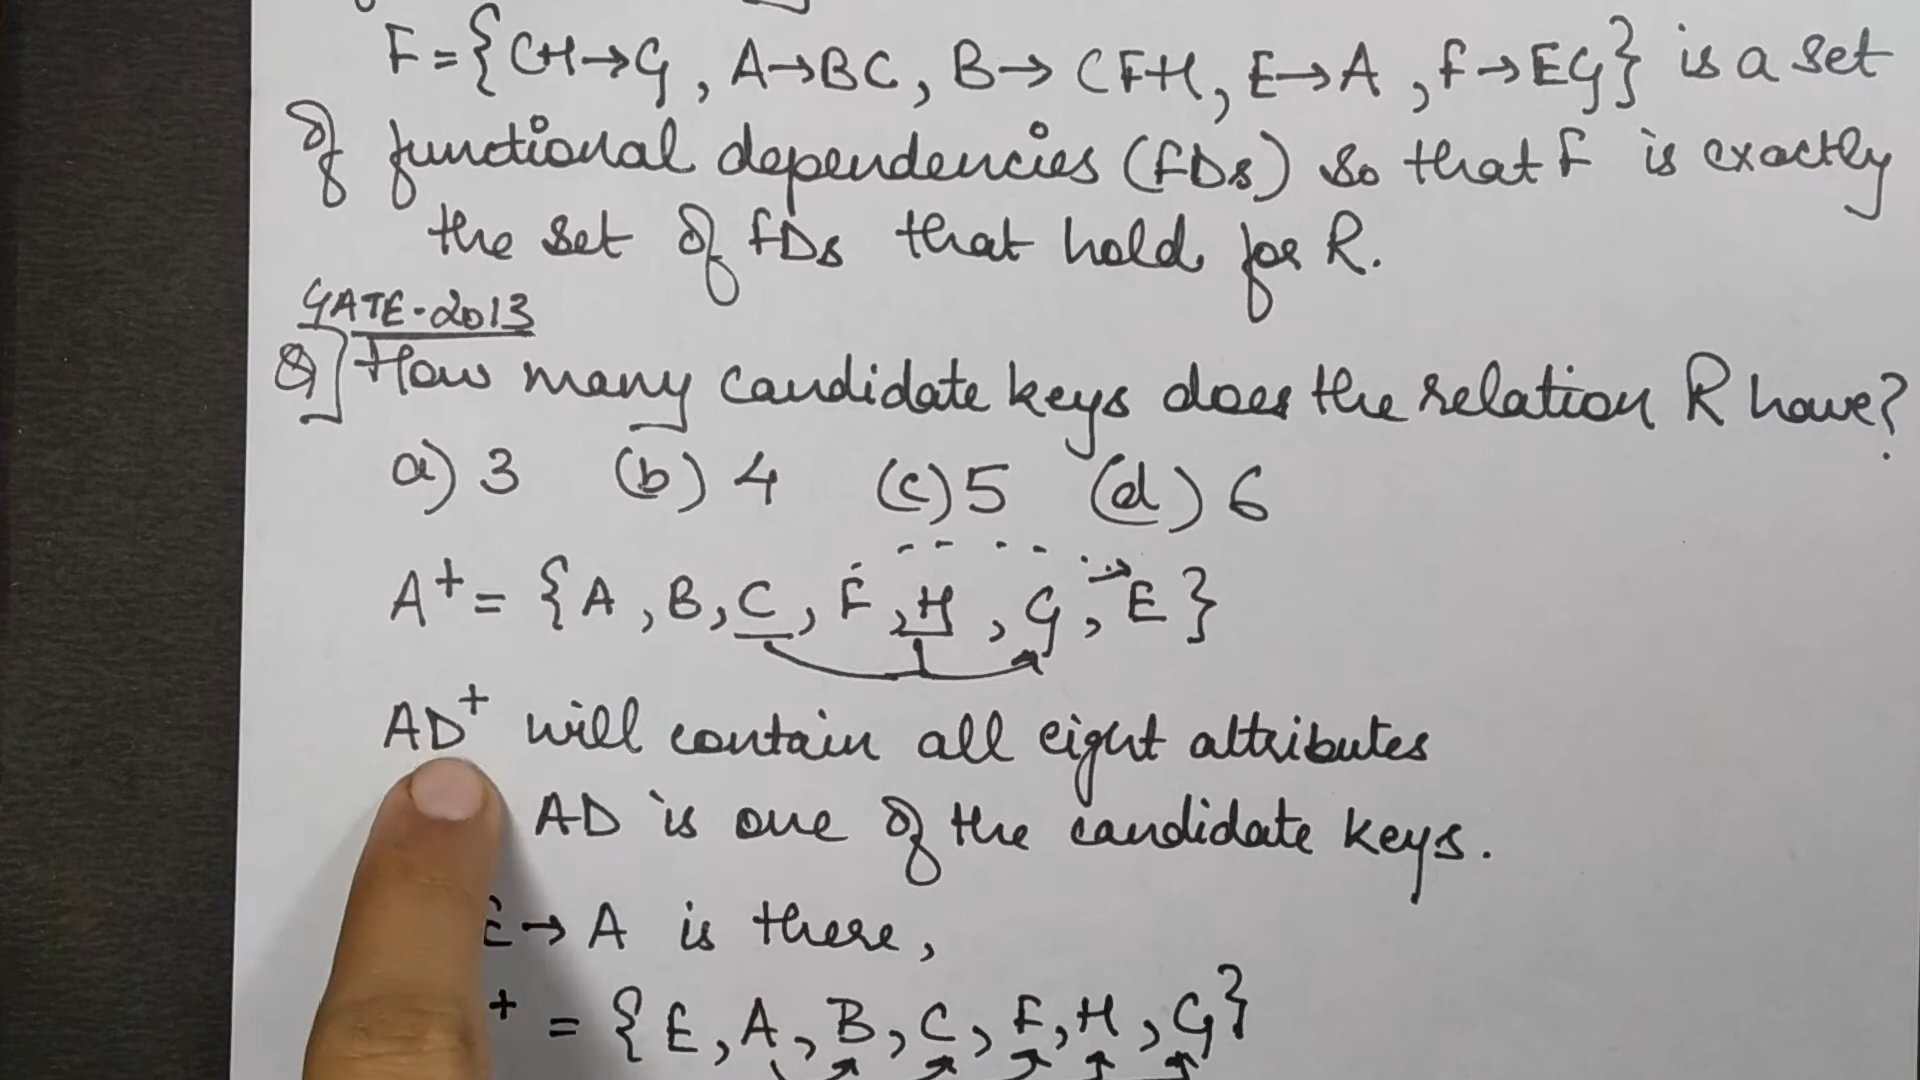 F={CH→G, A→BC, B→CFH, E→A, F→EG} is a set
of functional dependencies (FDs) so that F is exactly
the set of FDs that hold for R.
GATE-2013
Q] How many candidate keys does the relation R have?
a) 3 (b) 4 (c) 5 (d) 6
A+ = {A, B, C, F, H, G, E}
AD+ will contain all eight attributes
AD is one of the candidate keys.
E→A is there,
+ = {E, A, B, C, F, H, G}